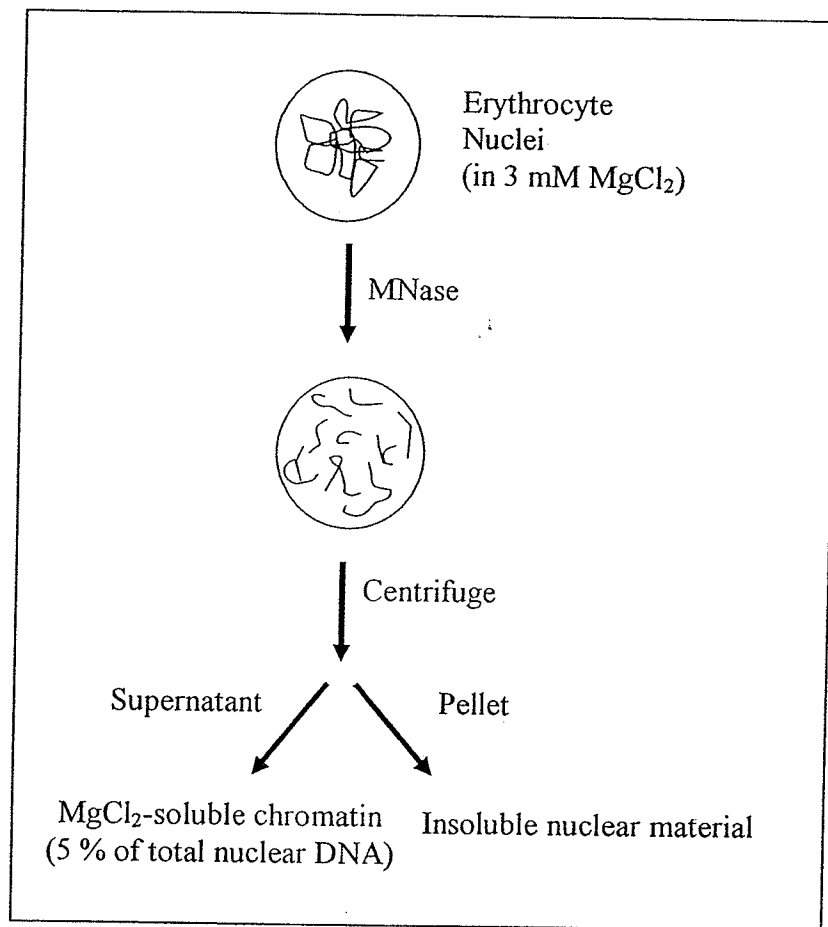 Erythrocyte
Nuclei
(in 3 mM MgCl₂)
MNase
Centrifuge
Supernatant
Pellet
MgCl₂-soluble chromatin
(5 % of total nuclear DNA)
Insoluble nuclear material